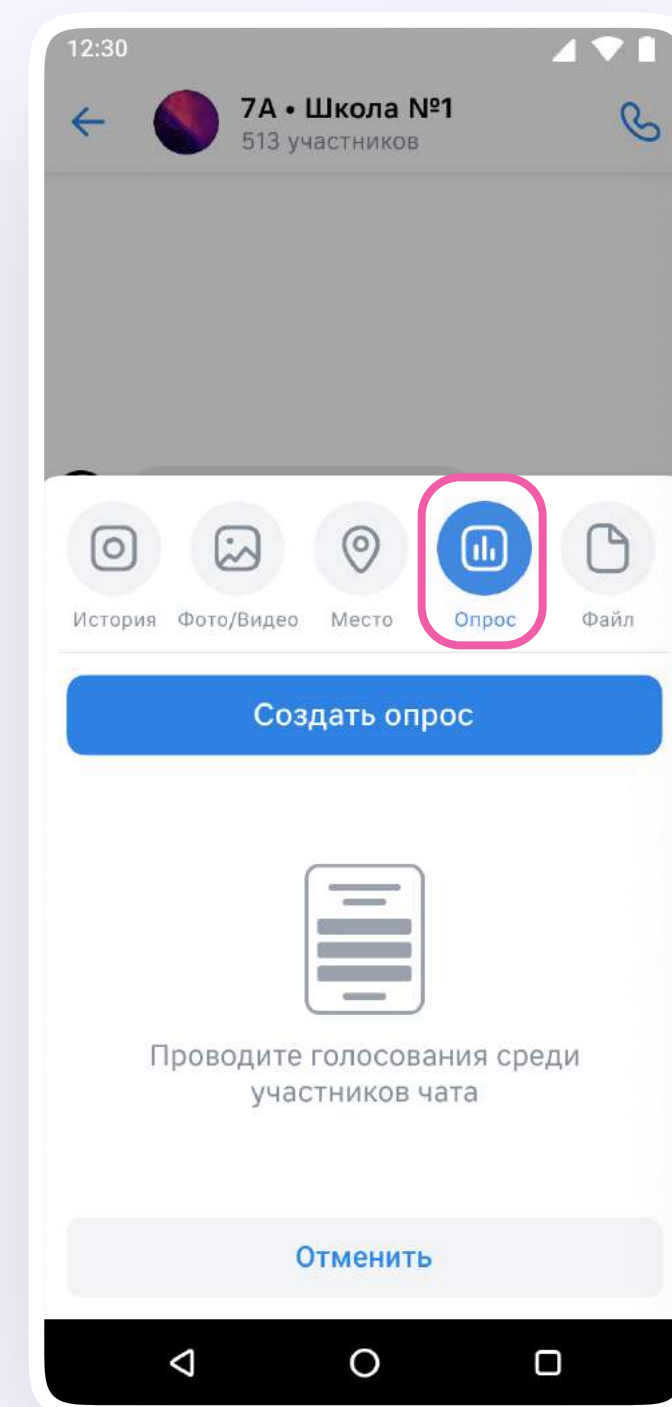 12:30
7А • Школа №1
513 участников
История Фото/Видео Место Опрос Файл
Создать опрос
Проводите голосования среди
участников чата
Отменить